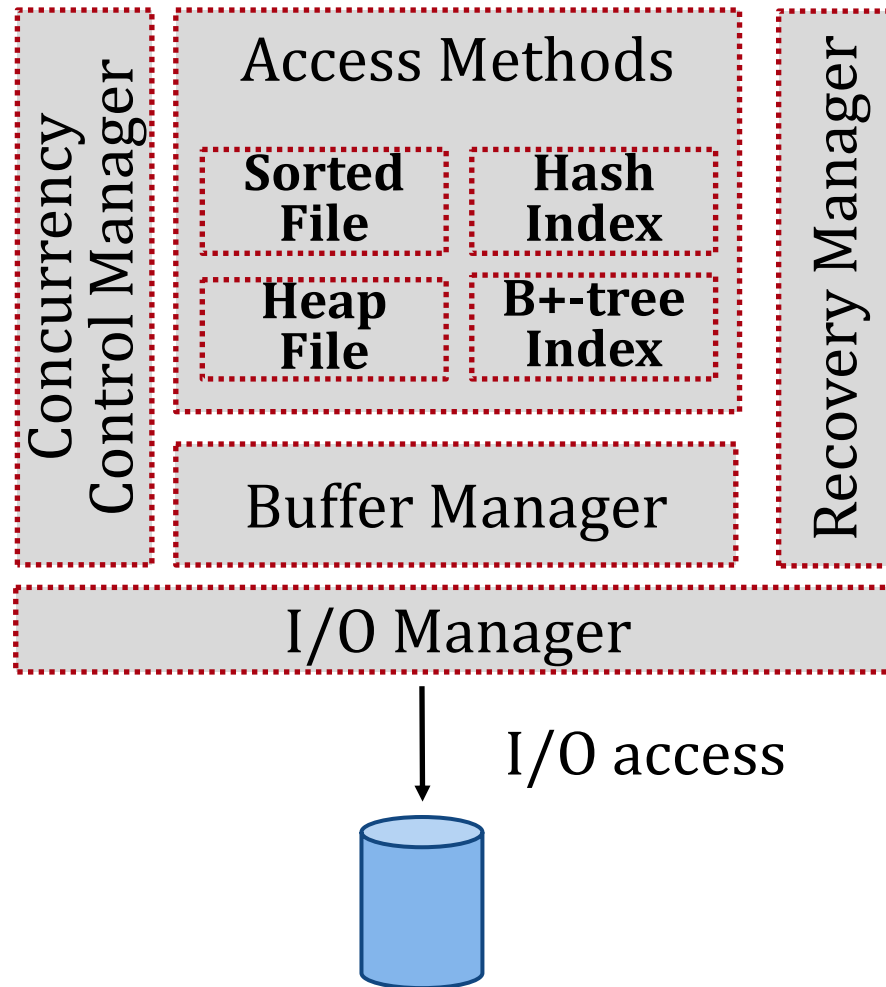 Concurrency
Control Manager
Access Methods
Sorted
File
Hash
Index
Heap
File
B+-tree
Index
Recovery Manager
Buffer Manager
I/O Manager
I/O access